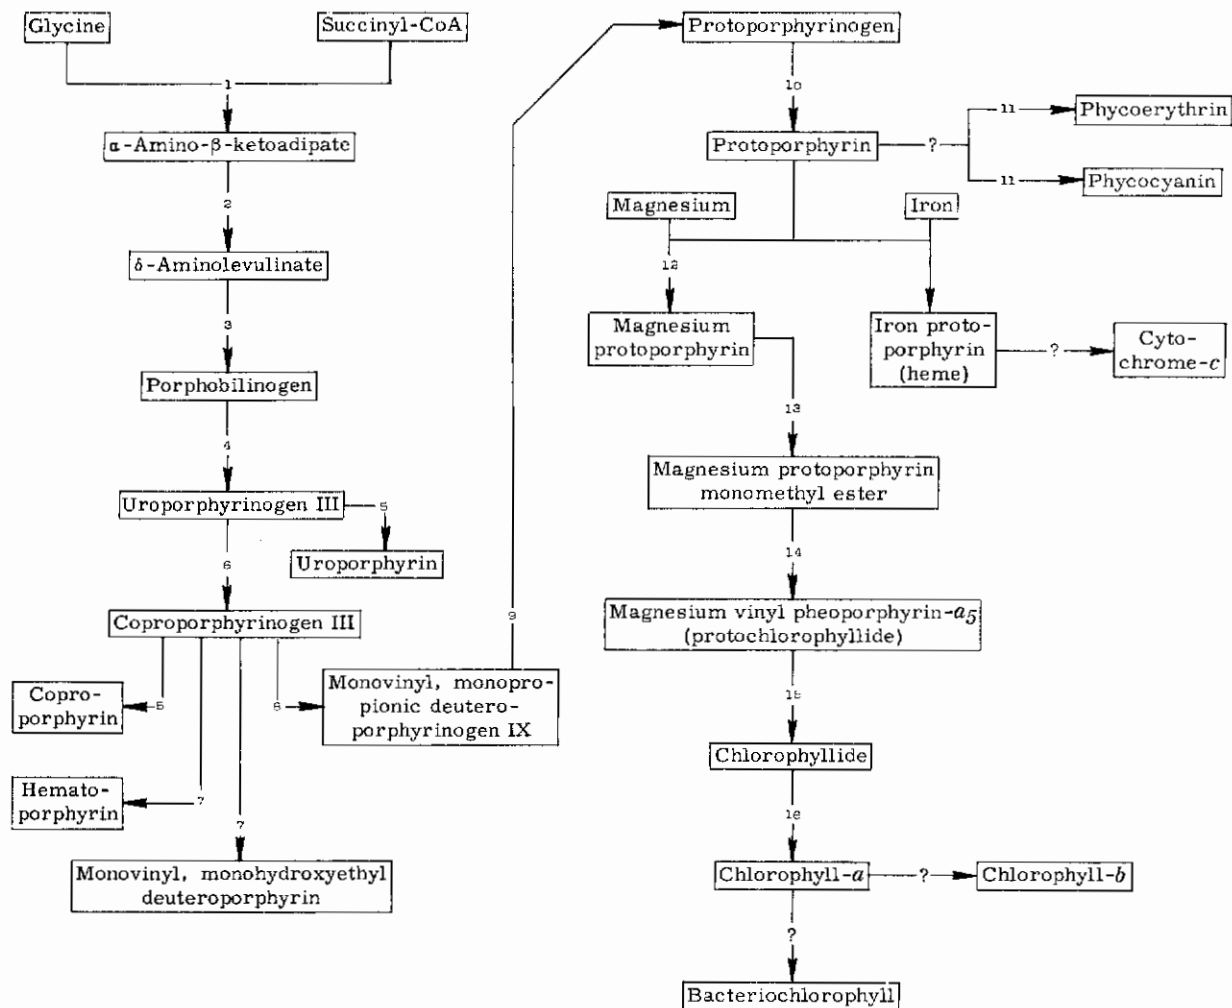 Glycine
Succinyl-CoA
1
α-Amino-β-ketoadipate
2
δ-Aminolevulinate
3
Porphobilinogen
4
Uroporphyrinogen III
5
Uroporphyrin
6
Coproporphyrinogen III
5
Copro-
porphyrin
7
Hemato-
porphyrin
7
Monovinyl, monohydroxyethyl
deuteroporphyrin
8
Monovinyl, monopro-
pionic deutero-
porphyrinogen IX
9
Protoporphyrinogen
10
Protoporphyrin
?
11
Phycoerythrin
11
Phycocyanin
Magnesium
Iron
12
Magnesium
protoporphyrin
Iron proto-
porphyrin
(heme)
?
Cyto-
chrome-c
13
Magnesium protoporphyrin
monomethyl ester
14
Magnesium vinyl pheoporphyrin-a5
(protochlorophyllide)
15
Chlorophyllide
16
Chlorophyll-a
?
Chlorophyll-b
?
Bacteriochlorophyll